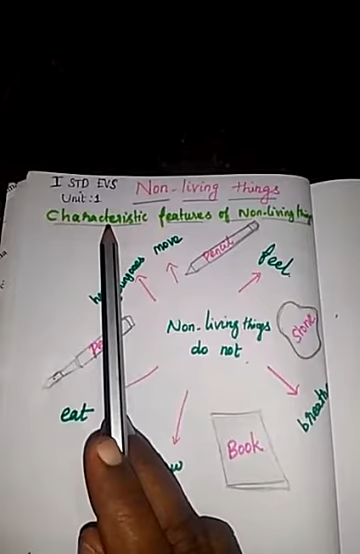 I STD EVS
Unit :1
Non-living things
Characteristic features of Non-living
move
Pencil
feel
Non-living things
do not
Stone
eat
Book